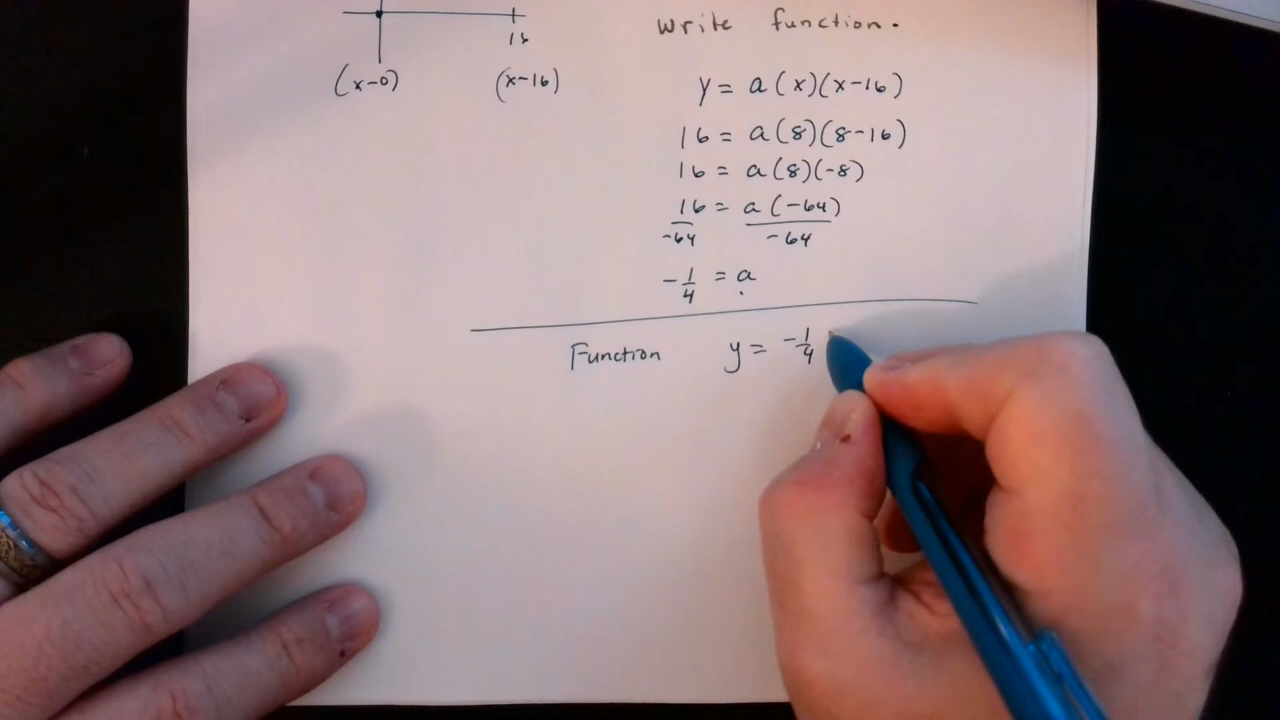 16
(x-0) (x-16)
Write function.
y = a(x)(x-16)
16 = a(8)(8-16)
16 = a(8)(-8)
16 = a(-64)
-64 -64
-1/4 = a
Function y = -1/4